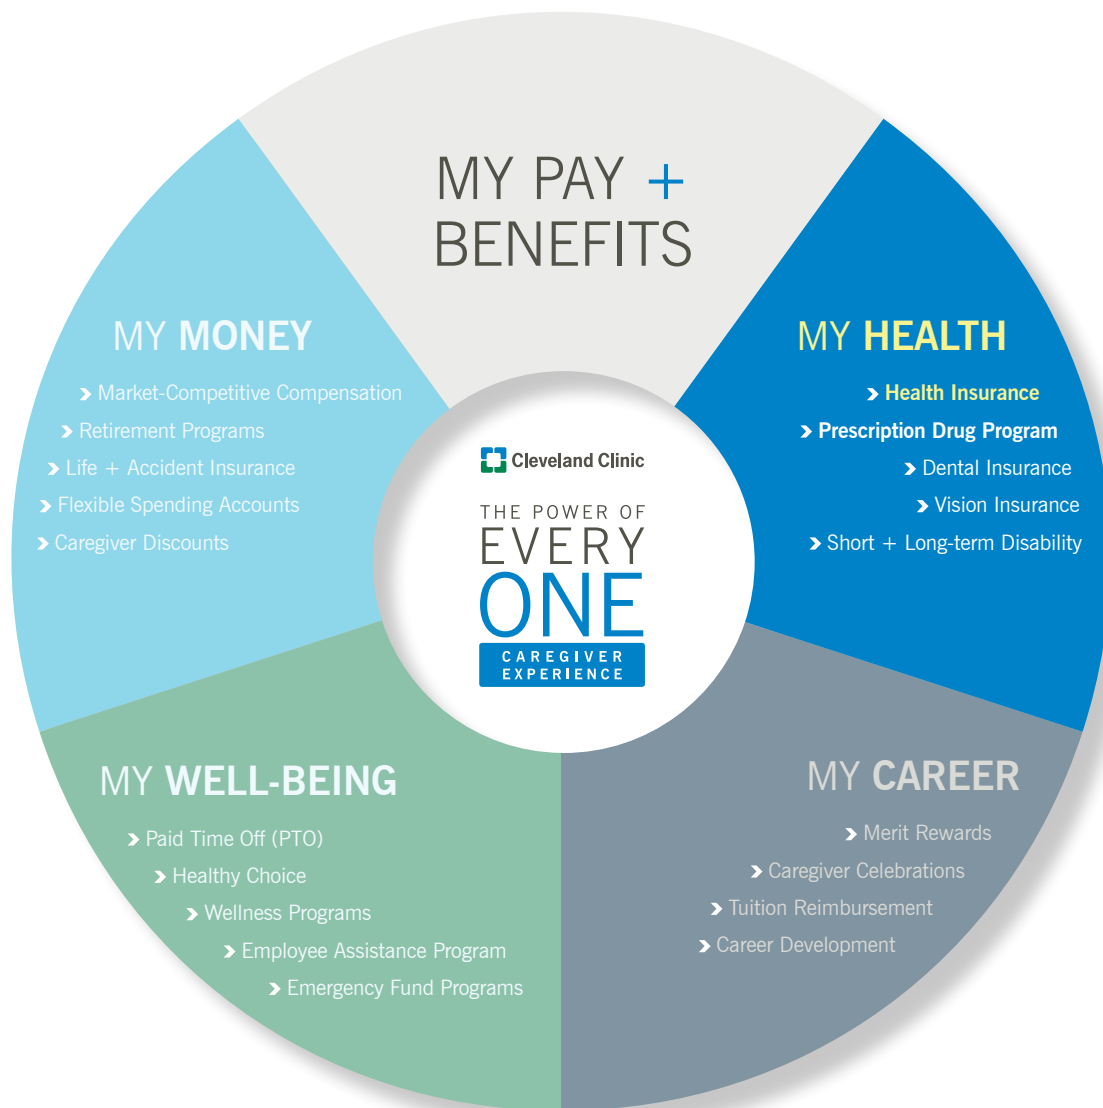 MY PAY +
BENEFITS
MY MONEY
› Market-Competitive Compensation
› Retirement Programs
› Life + Accident Insurance
› Flexible Spending Accounts
› Caregiver Discounts
MY HEALTH
› Health Insurance
› Prescription Drug Program
› Dental Insurance
› Vision Insurance
› Short + Long-term Disability
Cleveland Clinic
THE POWER OF
EVERY
ONE
CAREGIVER
EXPERIENCE
MY WELL-BEING
› Paid Time Off (PTO)
› Healthy Choice
› Wellness Programs
› Employee Assistance Program
› Emergency Fund Programs
MY CAREER
› Merit Rewards
› Caregiver Celebrations
› Tuition Reimbursement
› Career Development